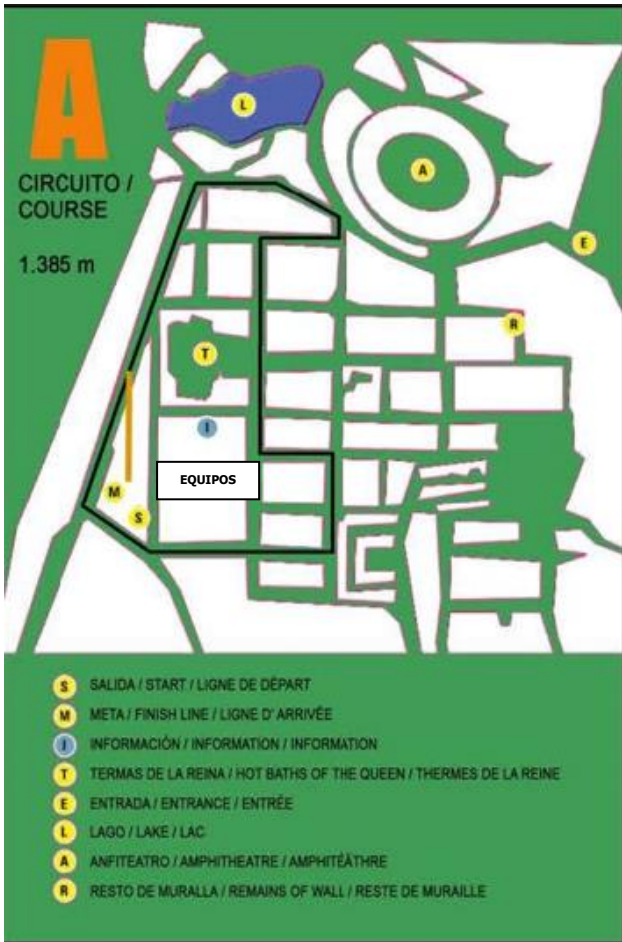 A
CIRCUITO /
COURSE
1.385 m
L
A
E
R
T
I
EQUIPOS
M
S
S SALIDA / START / LIGNE DE DÉPART
M META / FINISH LINE / LIGNE D' ARRIVÉE
I INFORMACIÓN / INFORMATION / INFORMATION
T TERMAS DE LA REINA / HOT BATHS OF THE QUEEN / THERMES DE LA REINE
E ENTRADA / ENTRANCE / ENTRÉE
L LAGO / LAKE / LAC
A ANFITEATRO / AMPHITHEATRE / AMPHITÉÂTHRE
R RESTO DE MURALLA / REMAINS OF WALL / RESTE DE MURAILLE